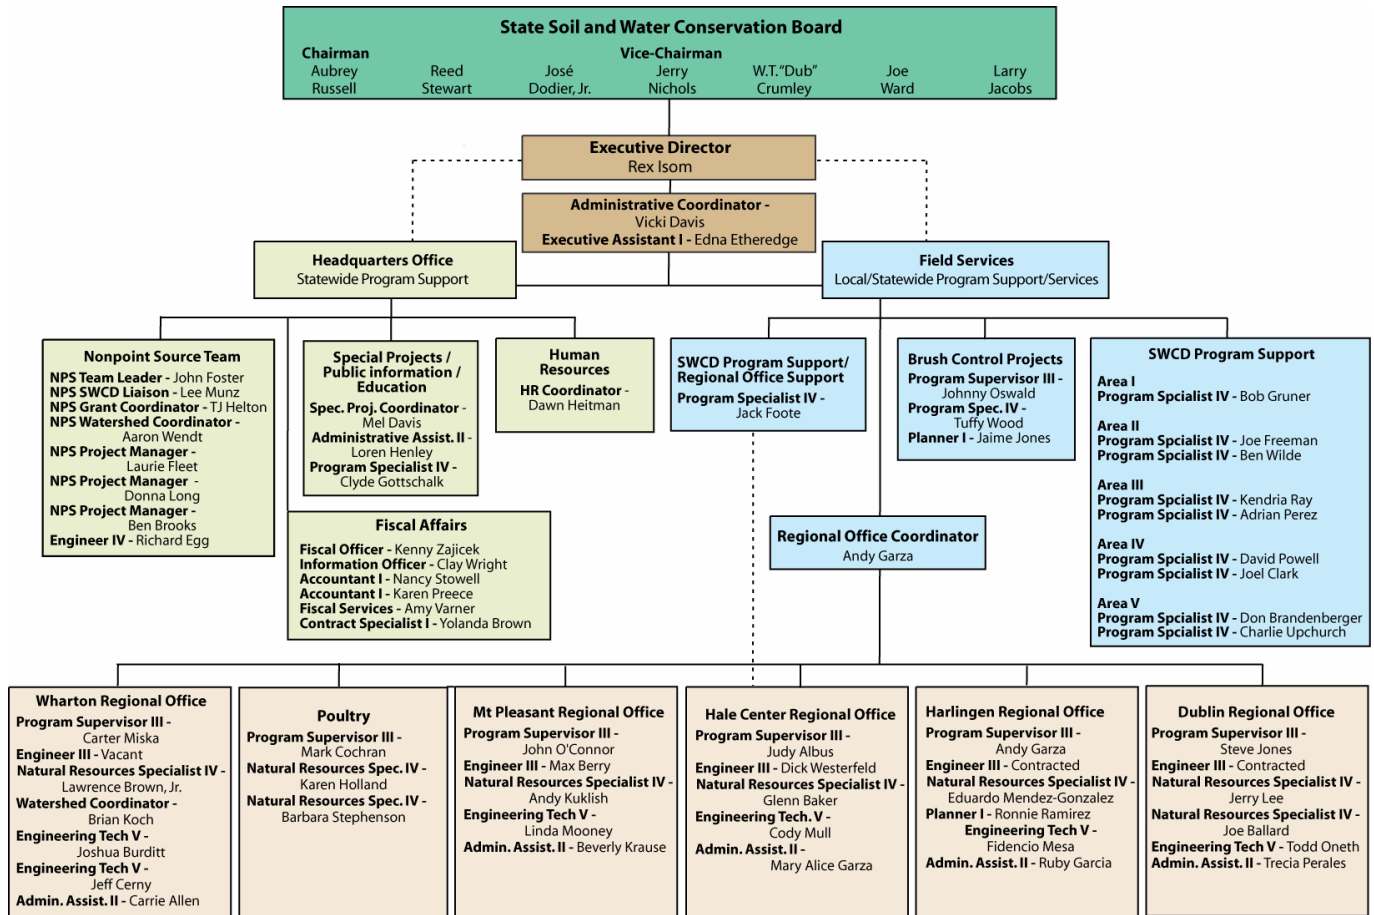 State Soil and Water Conservation Board
Chairman
Aubrey
Russell
Reed
Stewart
José
Dodier, Jr.
Vice-Chairman
Jerry
Nichols
W.T. “Dub”
Crumley
Joe
Ward
Larry
Jacobs
Executive Director
Rex Isom
Administrative Coordinator -
Vicki Davis
Executive Assistant I - Edna Etheredge
Headquarters Office
Statewide Program Support
Field Services
Local/Statewide Program Support/Services
Nonpoint Source Team
NPS Team Leader - John Foster
NPS SWCD Liaison - Lee Munz
NPS Grant Coordinator - TJ Helton
NPS Watershed Coordinator -
Aaron Wendt
NPS Project Manager -
Laurie Fleet
NPS Project Manager -
Donna Long
NPS Project Manager -
Ben Brooks
Engineer IV - Richard Egg
Special Projects /
Public information /
Education
Spec. Proj. Coordinator -
Mel Davis
Administrative Assist. II -
Loren Henley
Program Specialist IV -
Clyde Gottschalk
Human
Resources
HR Coordinator -
Dawn Heitman
Fiscal Affairs
Fiscal Officer - Kenny Zajicek
Information Officer - Clay Wright
Accountant I - Nancy Stowell
Accountant I - Karen Preece
Fiscal Services - Amy Varner
Contract Specialist I - Yolanda Brown
SWCD Program Support/
Regional Office Support
Program Specialist IV -
Jack Foote
Brush Control Projects
Program Supervisor III -
Johnny Oswald
Program Spec. IV -
Tuffy Wood
Planner I - Jaime Jones
SWCD Program Support
Area I
Program Spcialist IV - Bob Gruner
Area II
Program Spcialist IV - Joe Freeman
Program Spcialist IV - Ben Wilde
Area III
Program Spcialist IV - Kendria Ray
Program Spcialist IV - Adrian Perez
Area IV
Program Spcialist IV - David Powell
Program Spcialist IV - Joel Clark
Area V
Program Spcialist IV - Don Brandenberger
Program Spcialist IV - Charlie Upchurch
Regional Office Coordinator
Andy Garza
Wharton Regional Office
Program Supervisor III -
Carter Miska
Engineer III - Vacant
Natural Resources Specialist IV -
Lawrence Brown, Jr.
Watershed Coordinator -
Brian Koch
Engineering Tech V -
Joshua Burditt
Engineering Tech V -
Jeff Cerny
Admin. Assist. II - Carrie Allen
Poultry
Program Supervisor III -
Mark Cochran
Natural Resources Spec. IV -
Karen Holland
Natural Resources Spec. IV -
Barbara Stephenson
Mt Pleasant Regional Office
Program Supervisor III -
John O'Connor
Engineer III - Max Berry
Natural Resources Specialist IV -
Andy Kuklish
Engineering Tech V -
Linda Mooney
Admin. Assist. II - Beverly Krause
Hale Center Regional Office
Program Supervisor III -
Judy Albus
Engineer III - Dick Westerfeld
Natural Resources Specialist IV -
Glenn Baker
Engineering Tech. V -
Cody Mull
Admin. Assist. II -
Mary Alice Garza
Harlingen Regional Office
Program Supervisor III -
Andy Garza
Engineer III - Contracted
Natural Resources Specialist IV -
Eduardo Mendez-Gonzalez
Planner I - Ronnie Ramirez
Engineering Tech V -
Fidencio Mesa
Admin. Assist. II - Ruby Garcia
Dublin Regional Office
Program Supervisor III -
Steve Jones
Engineer III - Contracted
Natural Resources Specialist IV -
Jerry Lee
Natural Resources Specialist IV -
Joe Ballard
Engineering Tech V - Todd Oneth
Admin. Assist. II - Trecia Perales